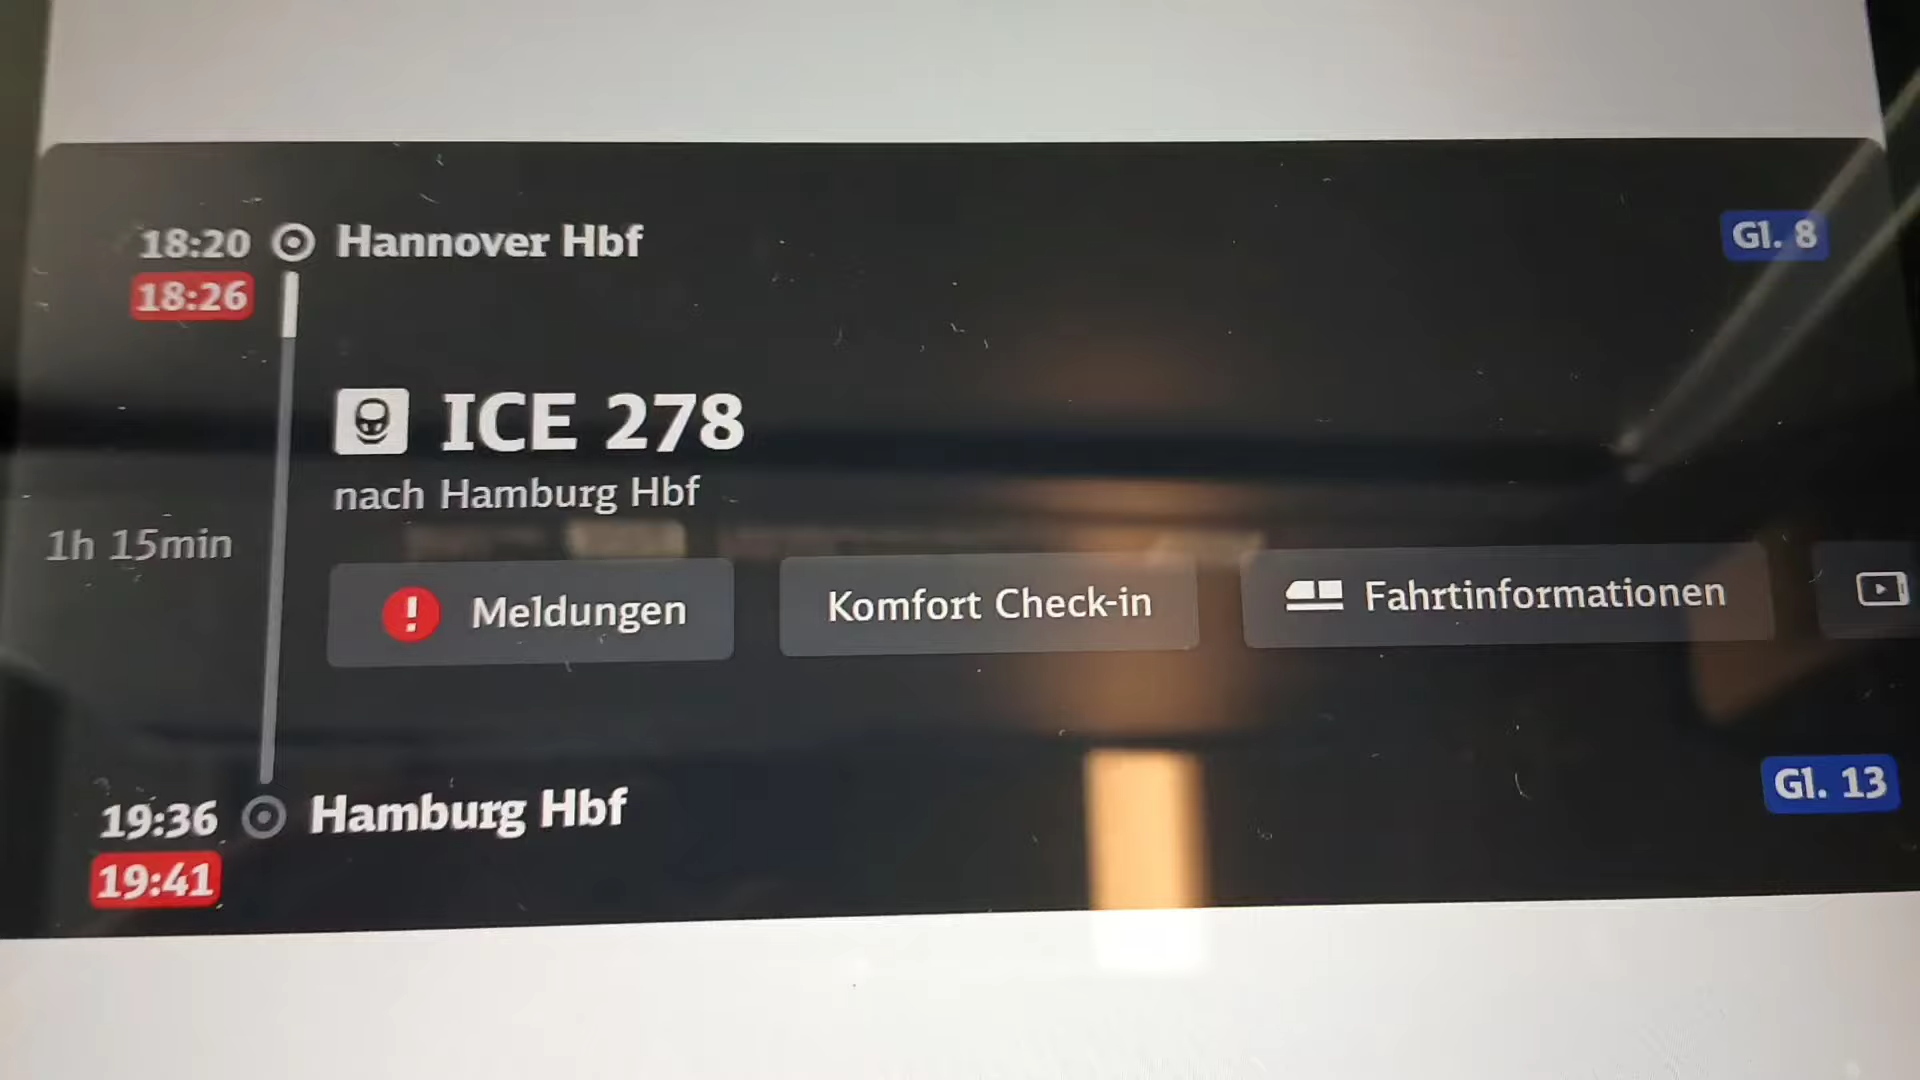 18:20 Hannover Hbf Gl. 8
18:26
ICE 278
nach Hamburg Hbf
1h 15min
Meldungen Komfort Check-in Fahrtinformationen
19:36 Hamburg Hbf Gl. 13
19:41